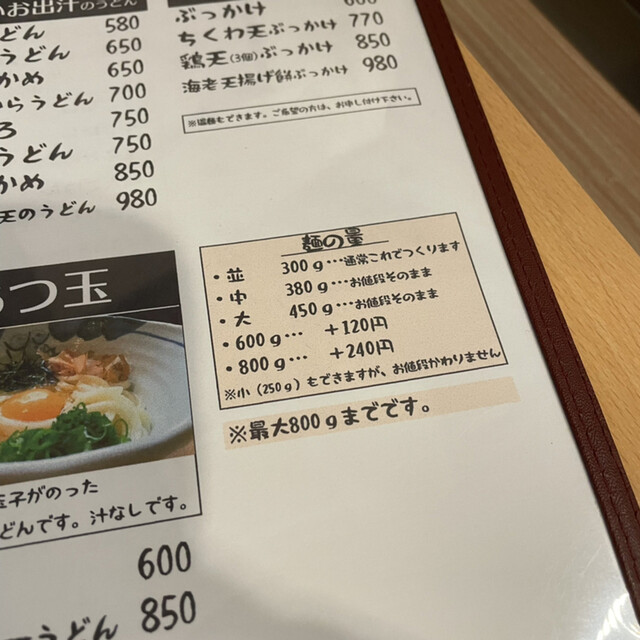 お出汁のうどん
どん 580
うどん 650
かめ 650
からうどん 700
ろ 750
うどん 750
かめ 850
天のうどん 980
ぶっかけ 600
ちくわ天ぶっかけ 770
鶏天(3個)ぶっかけ 850
海老天揚げ餅ぶっかけ 980
※温麺もできます。ご希望の方は、お申し付け下さい。
つ玉
玉子がのった
どんです。汁なしです。
600
うどん 850
麺の量
・並 300g…通常これでつくります
・中 380g…お値段そのまま
・大 450g…お値段そのまま
・600g… +120円
・800g… +240円
※小(250g)もできますが、お値段かわりません
※最大800gまでです。